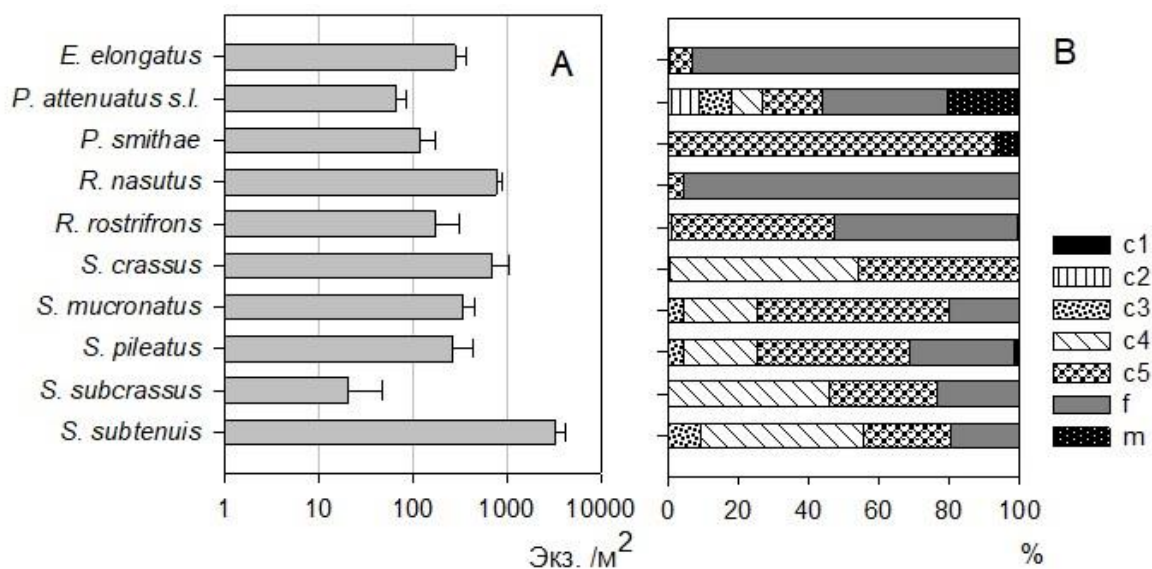 A
B
E. elongatus
P. attenuatus s.l.
P. smithae
R. nasutus
R. rostrifrons
S. crassus
S. mucronatus
S. pileatus
S. subcrassus
S. subtenuis
1 10 100 1000 10000
Экз. /м²
0 20 40 60 80 100
%
c1
c2
c3
c4
c5
f
m